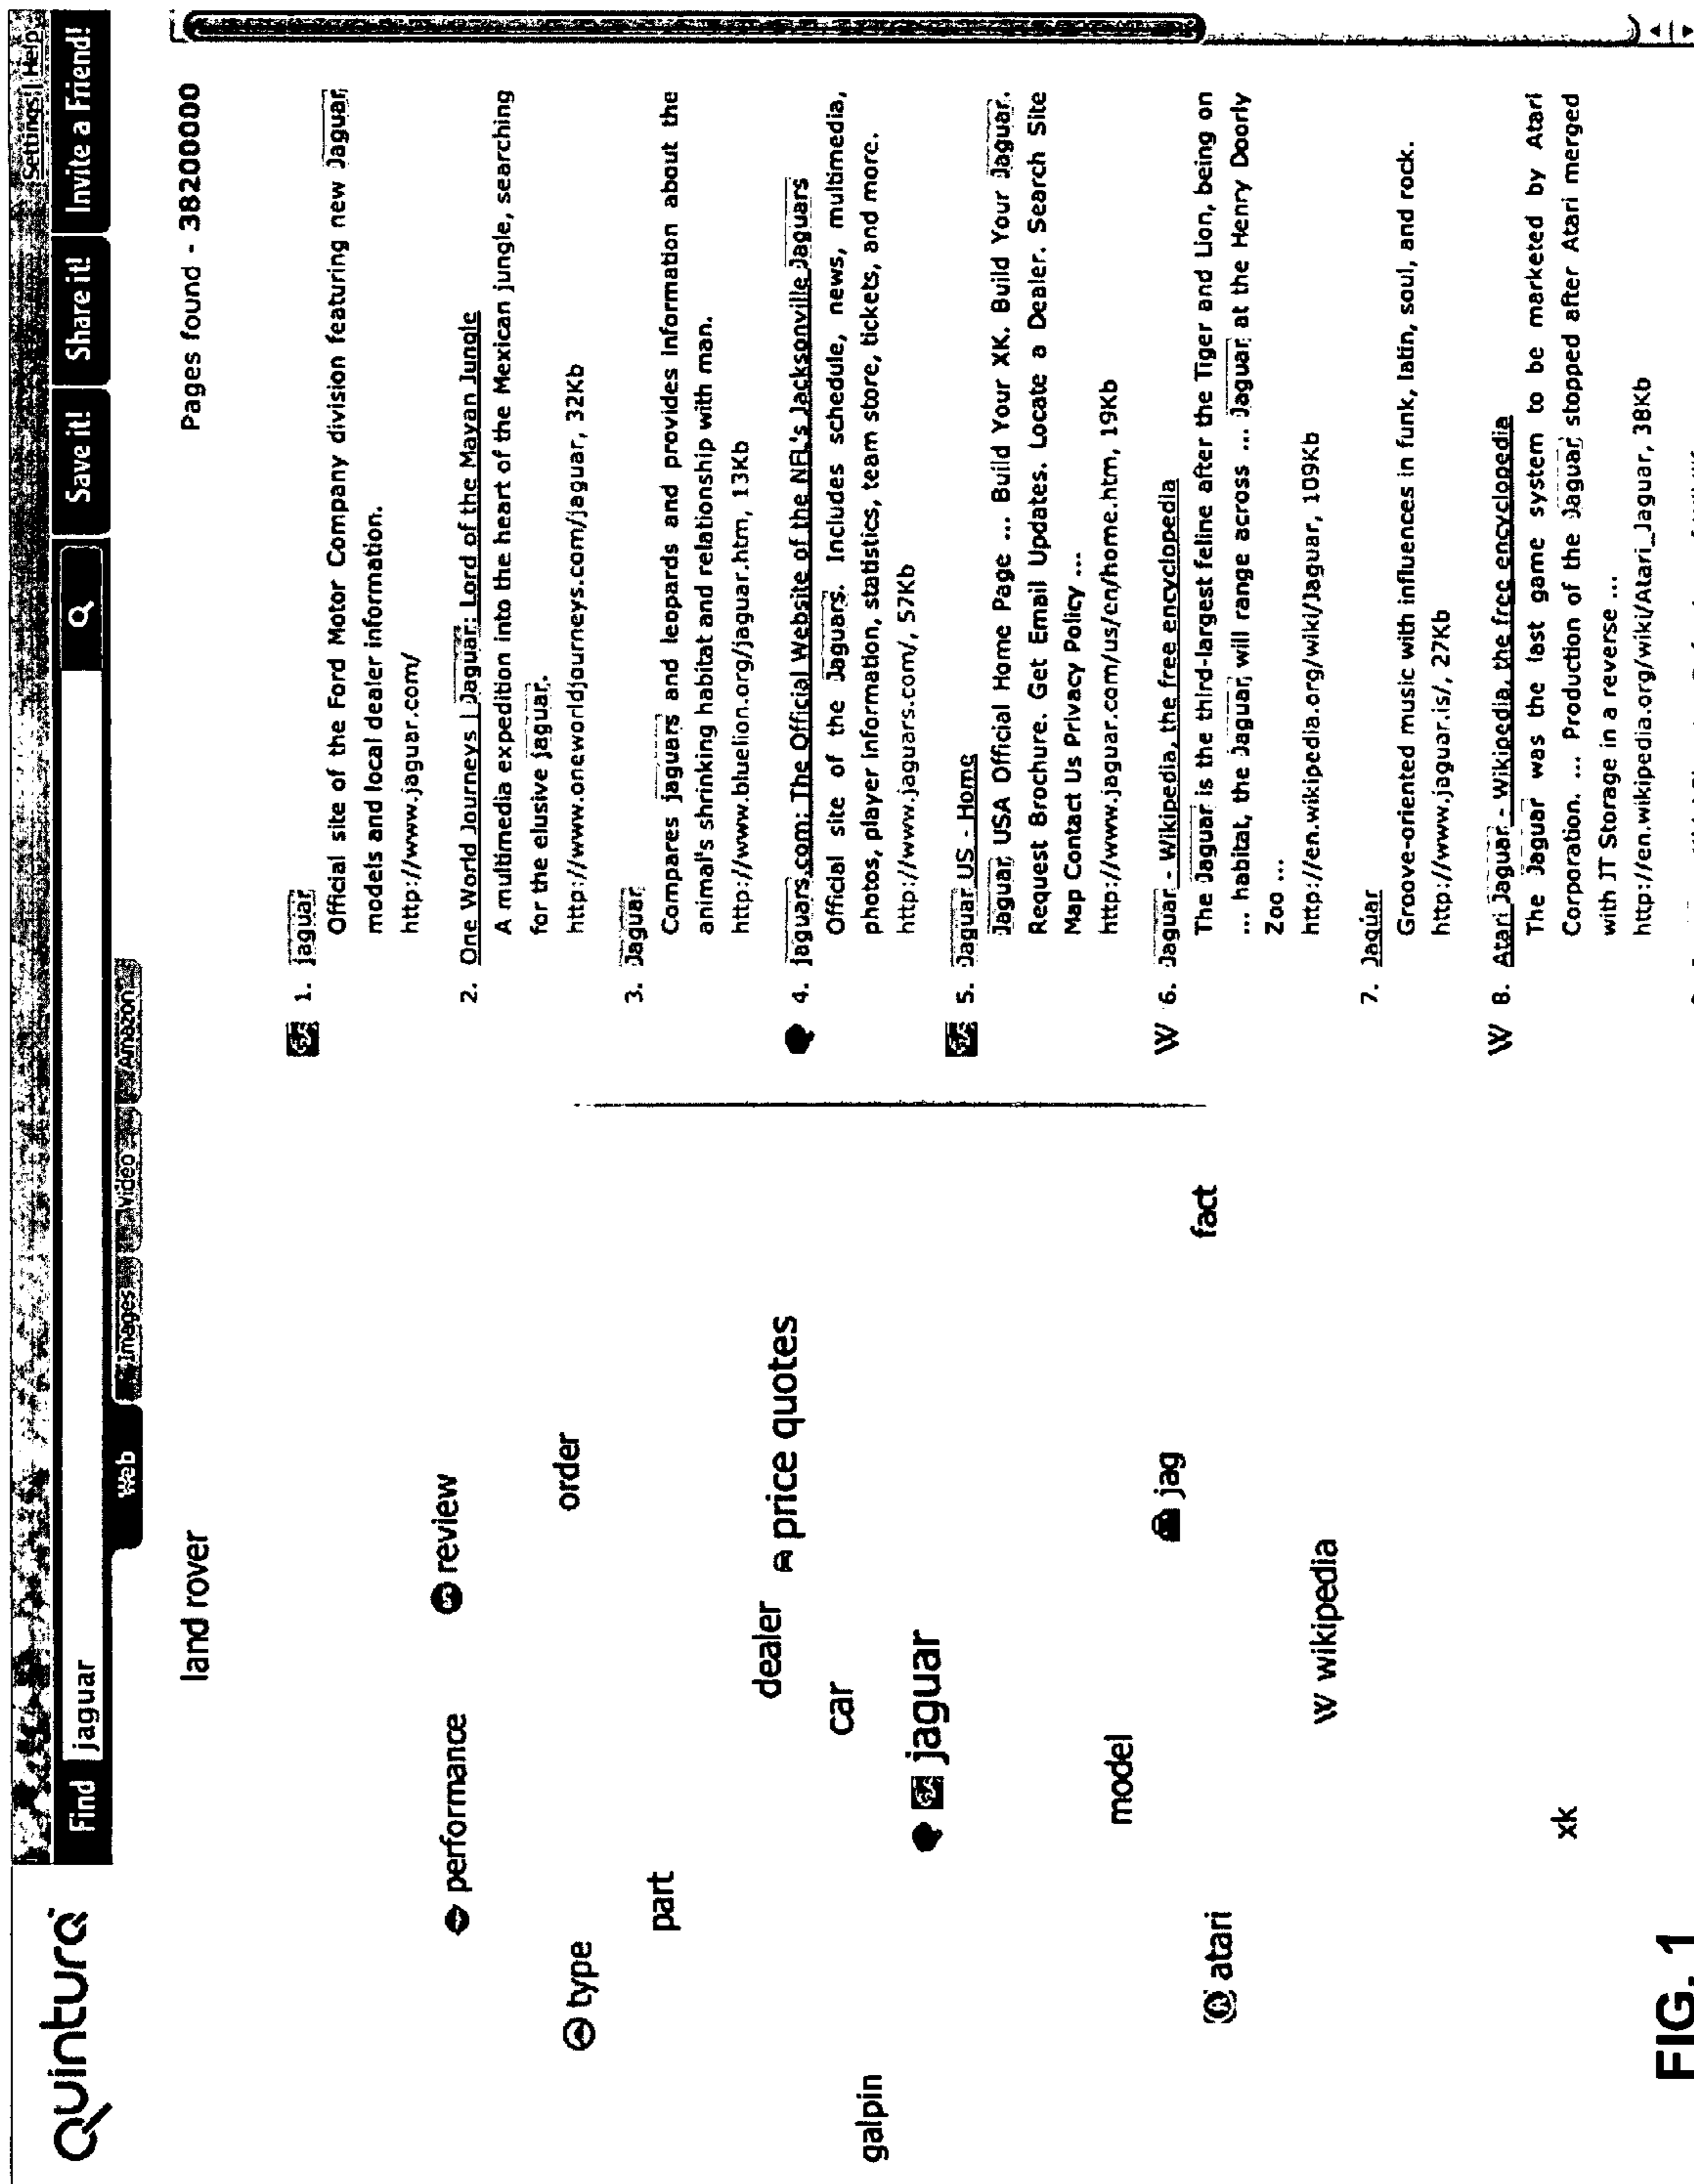 Quintura
Settings | Help
Find jaguar
Save it! Share it! Invite a Friend!
Web Images Video Amazon
land rover
performance
review
type
order
part
dealer
price quotes
car
galpin
jaguar
model
jag
fact
atari
W wikipedia
xk
Pages found - 38200000
1. jaguar
Official site of the Ford Motor Company division featuring new Jaguar
models and local dealer information.
http://www.jaguar.com/
2. One World Journeys | Jaguar: Lord of the Mayan Jungle
A multimedia expedition into the heart of the Mexican jungle, searching
for the elusive jaguar.
http://www.oneworldjourneys.com/jaguar, 32Kb
3. Jaguar
Compares jaguars and leopards and provides information about the
animal's shrinking habitat and relationship with man.
http://www.bluelion.org/jaguar.htm, 13Kb
4. jaguars.com: The Official Website of the NFL's Jacksonville Jaguars
Official site of the Jaguars. Includes schedule, news, multimedia,
photos, player information, statistics, team store, tickets, and more.
http://www.jaguars.com/, 57Kb
5. Jaguar US - Home
Jaguar USA Official Home Page ... Build Your XK. Build Your Jaguar.
Request Brochure. Get Email Updates. Locate a Dealer. Search Site
Map Contact Us Privacy Policy ...
http://www.jaguar.com/us/en/home.htm, 19Kb
W 6. Jaguar - Wikipedia, the free encyclopedia
The Jaguar is the third-largest feline after the Tiger and Lion, being on
... habitat, the Jaguar will range across ... Jaguar at the Henry Doorly
Zoo ...
http://en.wikipedia.org/wiki/Jaguar, 109Kb
7. Jagúar
Groove-oriented music with influences in funk, latin, soul, and rock.
http://www.jaguar.is/, 27Kb
W 8. Atari Jaguar - Wikipedia, the free encyclopedia
The Jaguar was the last game system to be marketed by Atari
Corporation. ... Production of the Jaguar stopped after Atari merged
with JT Storage in a reverse ...
http://en.wikipedia.org/wiki/Atari_Jaguar, 38Kb
FIG. 1